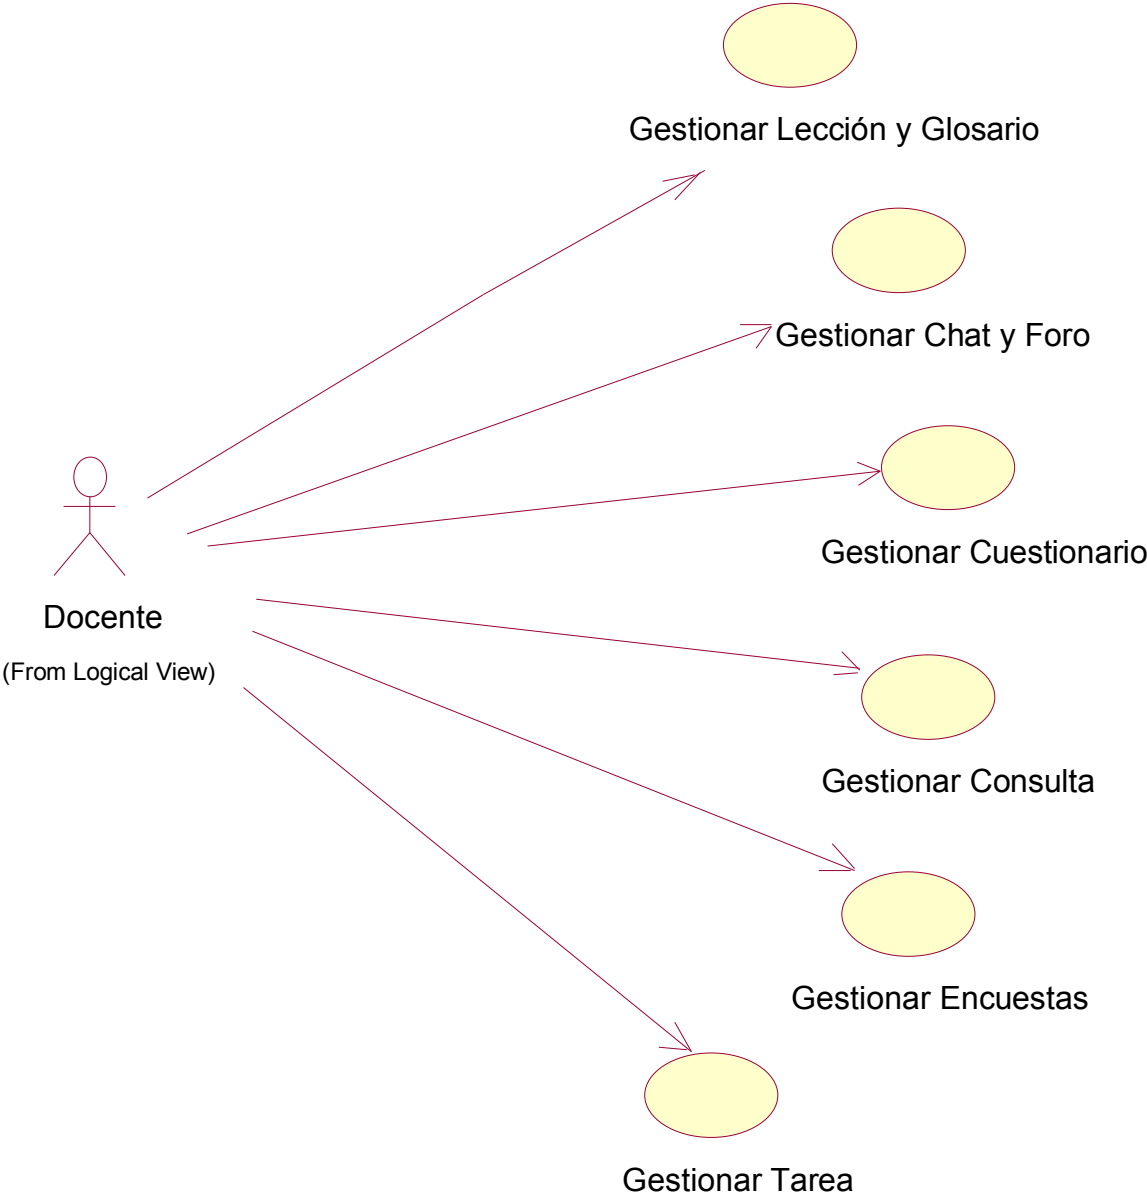 Gestionar Lección y Glosario
Gestionar Chat y Foro
Gestionar Cuestionario
Docente
(From Logical View)
Gestionar Consulta
Gestionar Encuestas
Gestionar Tarea